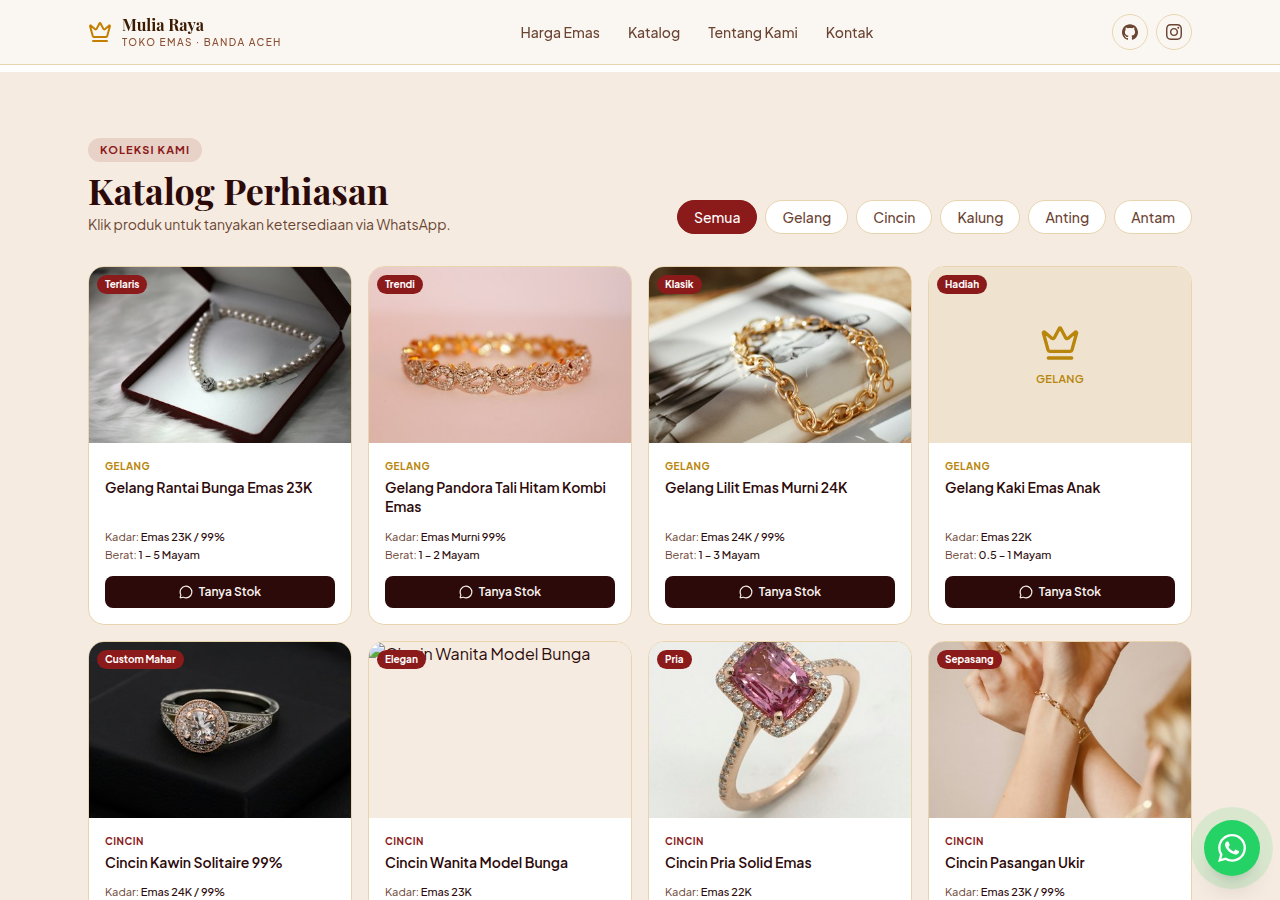 Mulia Raya
TOKO EMAS · BANDA ACEH
Harga Emas
Katalog
Tentang Kami
Kontak
KOLEKSI KAMI
Katalog Perhiasan
Klik produk untuk tanyakan ketersediaan via WhatsApp.
Semua
Gelang
Cincin
Kalung
Anting
Antam
Terlaris
GELANG
Gelang Rantai Bunga Emas 23K
Kadar: Emas 23K / 99%
Berat: 1 – 5 Mayam
Tanya Stok
Trendi
GELANG
Gelang Pandora Tali Hitam Kombi
Emas
Kadar: Emas Murni 99%
Berat: 1 – 2 Mayam
Tanya Stok
Klasik
GELANG
Gelang Lilit Emas Murni 24K
Kadar: Emas 24K / 99%
Berat: 1 – 3 Mayam
Tanya Stok
Hadiah
GELANG
GELANG
Gelang Kaki Emas Anak
Kadar: Emas 22K
Berat: 0.5 – 1 Mayam
Tanya Stok
Custom Mahar
CINCIN
Cincin Kawin Solitaire 99%
Kadar: Emas 24K / 99%
Elegan
Cincin Wanita Model Bunga
CINCIN
Cincin Wanita Model Bunga
Kadar: Emas 23K
Pria
CINCIN
Cincin Pria Solid Emas
Kadar: Emas 22K
Sepasang
CINCIN
Cincin Pasangan Ukir
Kadar: Emas 23K / 99%